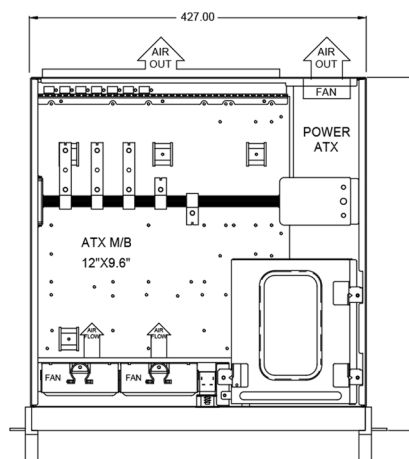 427.00
AIR
OUT
AIR
OUT
FAN
POWER
ATX
ATX M/B
12"X9.6"
AIR
FLOW
AIR
FLOW
FAN
FAN